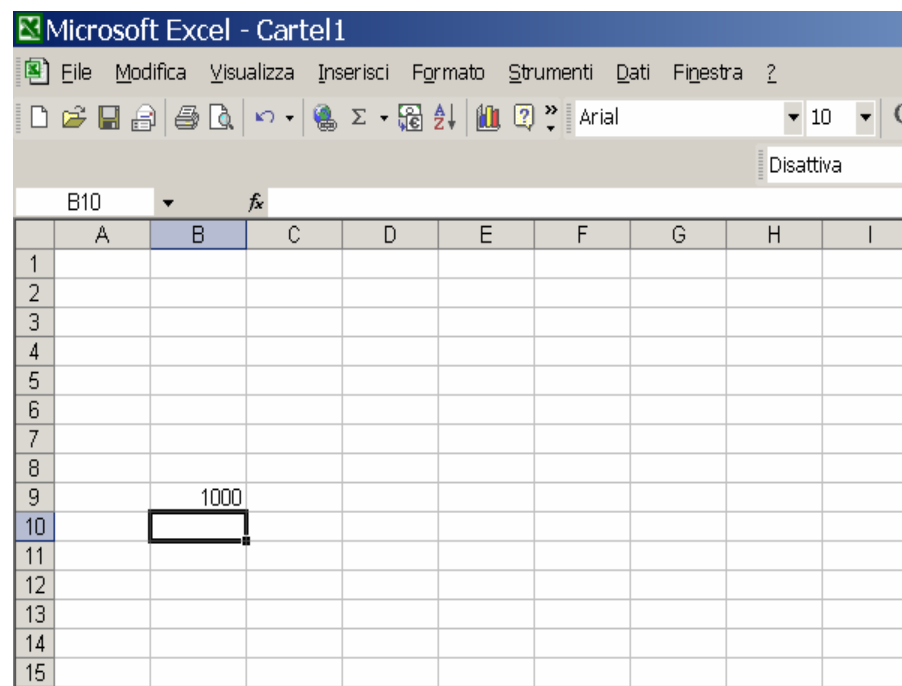 Microsoft Excel - Cartel1
File Modifica Visualizza Inserisci Formato Strumenti Dati Finestra ?
Arial 10
Disattiva
B10 fx
A B C D E F G H I
1
2
3
4
5
6
7
8
9 1000
10
11
12
13
14
15